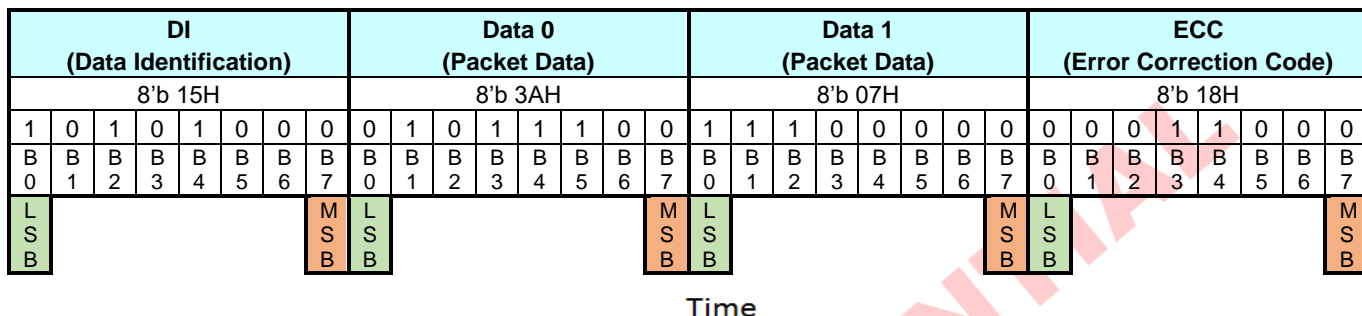 DI Data 0 Data 1 ECC
(Data Identification) (Packet Data) (Packet Data) (Error Correction Code)
8'b 15H 8'b 3AH 8'b 07H 8'b 18H
1 0 1 0 1 0 0 0 0 1 0 1 1 1 0 0 1 1 1 0 0 0 0 0 0 0 0 1 1 0 0 0
B B B B B B B B B B B B B B B B B B B B B B B B B B B B B B B B
0 1 2 3 4 5 6 7 0 1 2 3 4 5 6 7 0 1 2 3 4 5 6 7 0 1 2 3 4 5 6 7
L M L M L M L M
S S S S S S S S
B B B B B B B B
Time
NTIAL